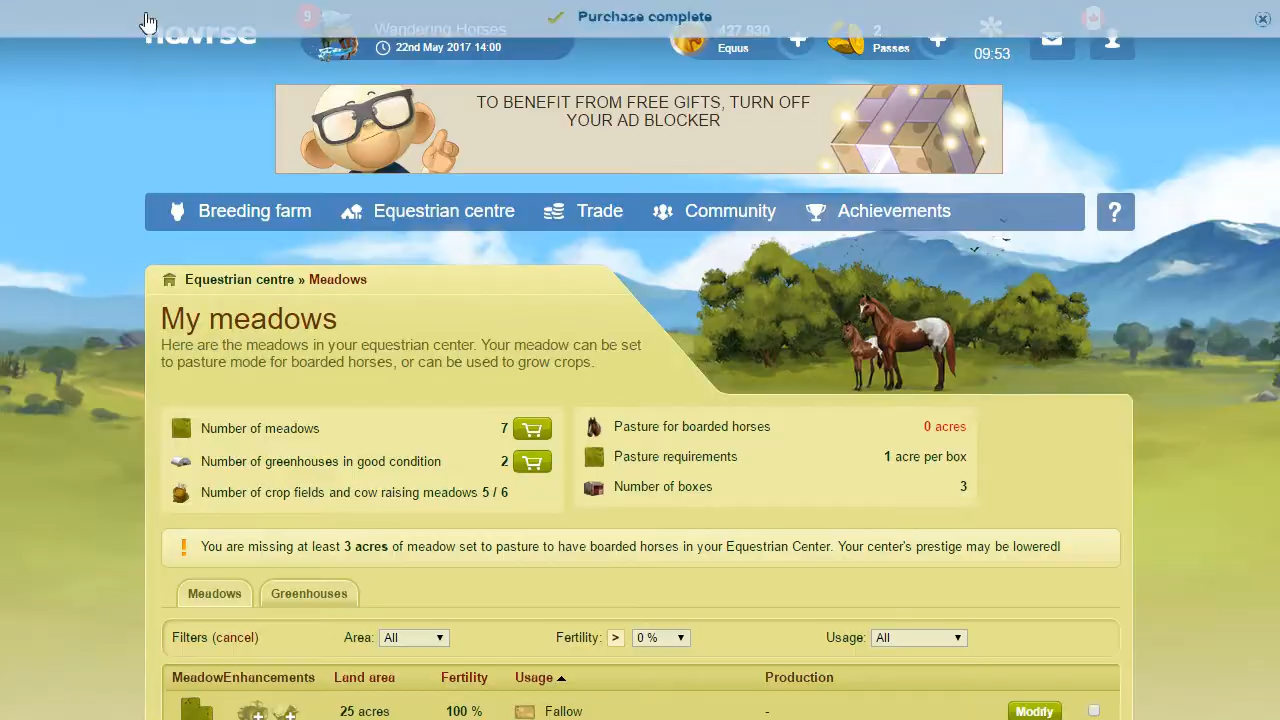 Purchase complete
howrse
9
Wandering Horses
22nd May 2017 14:00
427,930
Equus
2
Passes
09:53
TO BENEFIT FROM FREE GIFTS, TURN OFF
YOUR AD BLOCKER
Breeding farm
Equestrian centre
Trade
Community
Achievements
?
Equestrian centre » Meadows
My meadows
Here are the meadows in your equestrian center. Your meadow can be set
to pasture mode for boarded horses, or can be used to grow crops.
Number of meadows 7
Number of greenhouses in good condition 2
Number of crop fields and cow raising meadows 5 / 6
Pasture for boarded horses 0 acres
Pasture requirements 1 acre per box
Number of boxes 3
You are missing at least 3 acres of meadow set to pasture to have boarded horses in your Equestrian Center. Your center's prestige may be lowered!
Meadows Greenhouses
Filters (cancel) Area: All Fertility: > 0 % Usage: All
Meadow Enhancements Land area Fertility Usage Production
25 acres 100 % Fallow - Modify